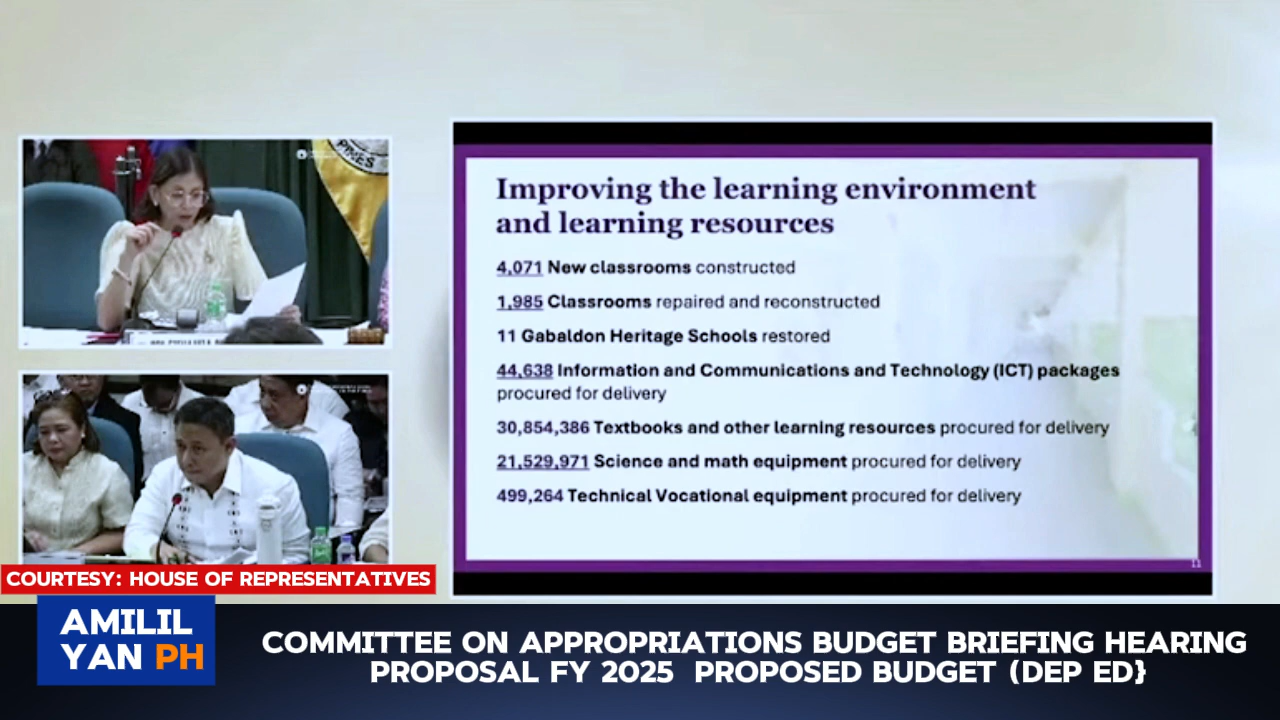 PINES
Improving the learning environment
and learning resources
4,071 New classrooms constructed
1,985 Classrooms repaired and reconstructed
11 Gabaldon Heritage Schools restored
44,638 Information and Communications and Technology (ICT) packages
procured for delivery
30,854,386 Textbooks and other learning resources procured for delivery
21,529,971 Science and math equipment procured for delivery
499,264 Technical Vocational equipment procured for delivery
11
COURTESY: HOUSE OF REPRESENTATIVES
AMILIL
YAN PH
COMMITTEE ON APPROPRIATIONS BUDGET BRIEFING HEARING
PROPOSAL FY 2025 PROPOSED BUDGET (DEP ED}